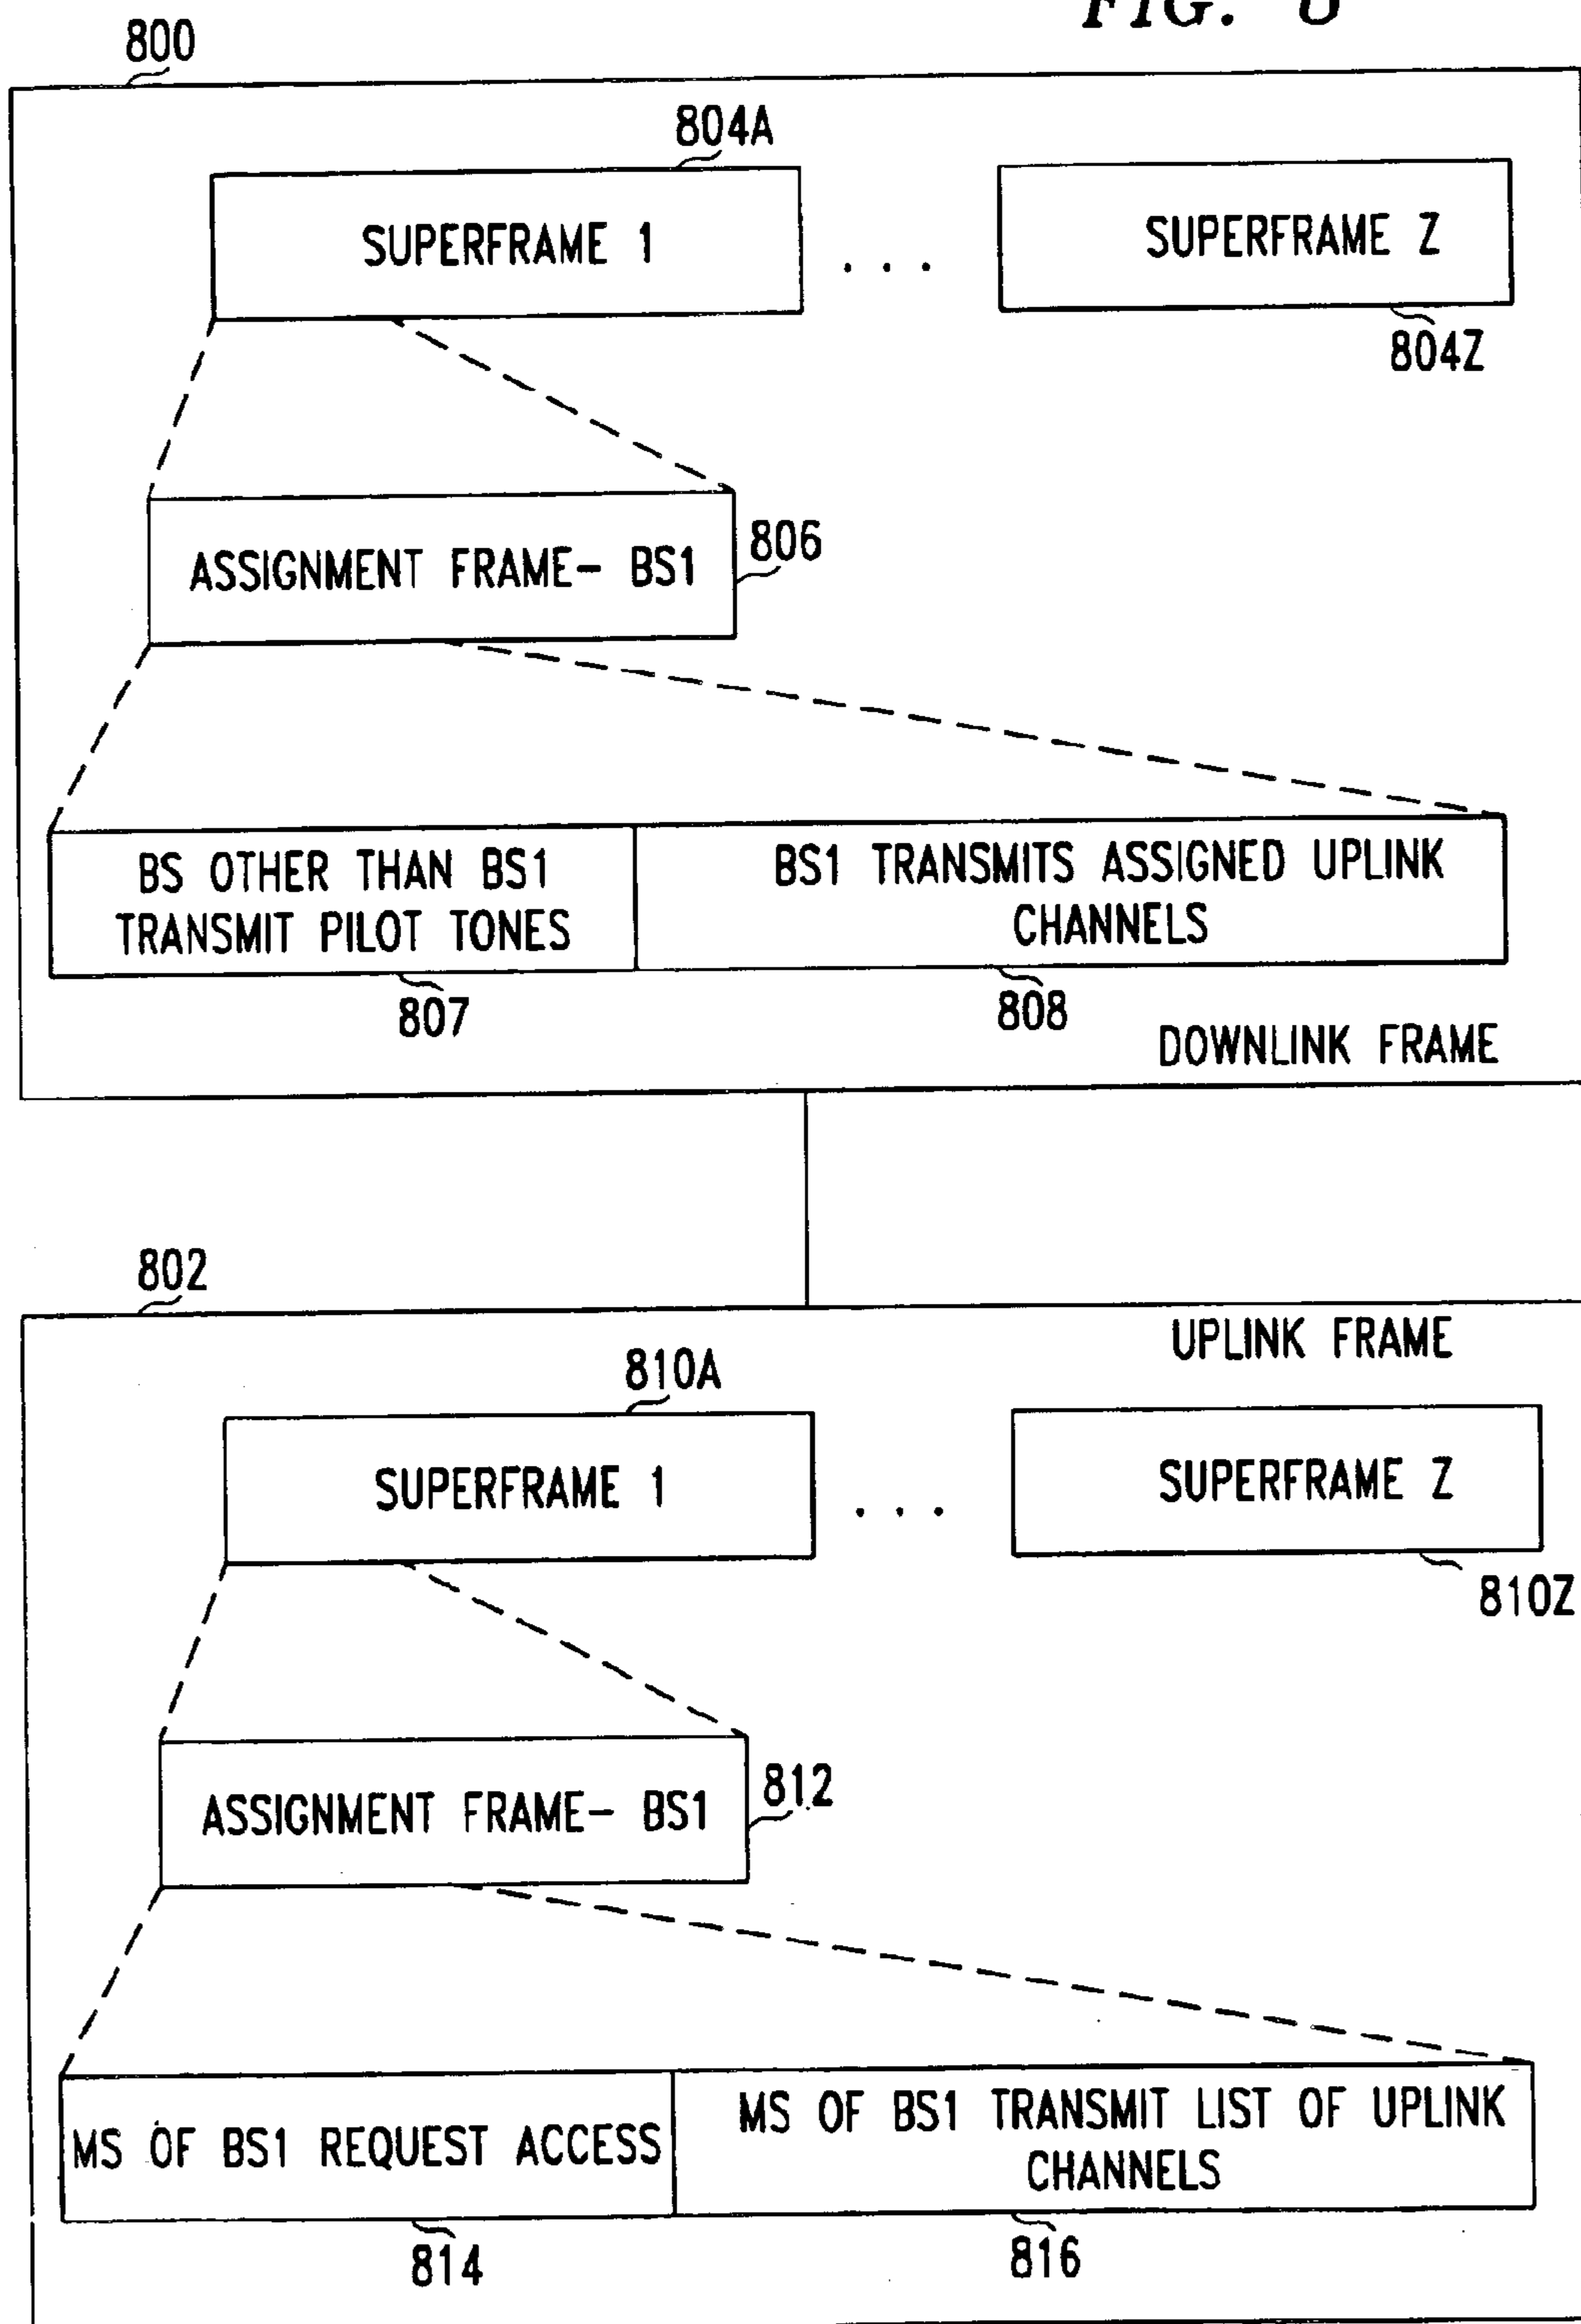 FIG. 8
800
804A
SUPERFRAME 1
. . .
SUPERFRAME Z
804Z
ASSIGNMENT FRAME- BS1
806
BS OTHER THAN BS1
TRANSMIT PILOT TONES
BS1 TRANSMITS ASSIGNED UPLINK
CHANNELS
807
808
DOWNLINK FRAME
802
UPLINK FRAME
810A
SUPERFRAME 1
. . .
SUPERFRAME Z
810Z
ASSIGNMENT FRAME- BS1
812
MS OF BS1 REQUEST ACCESS
MS OF BS1 TRANSMIT LIST OF UPLINK
CHANNELS
814
816